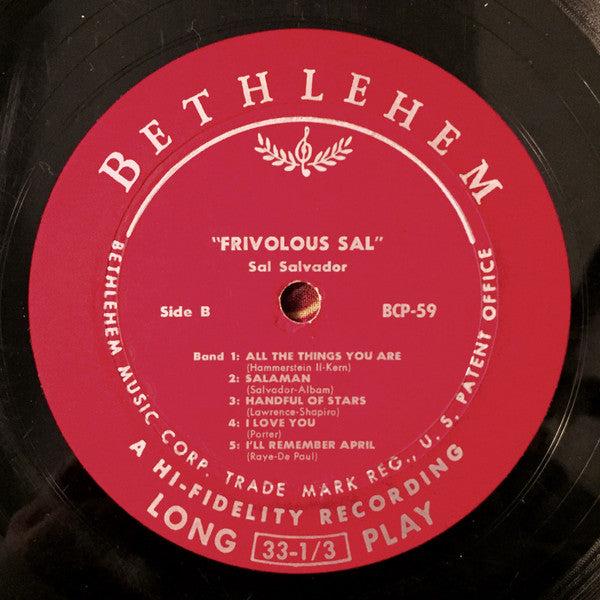 BETHLEHEM
"FRIVOLOUS SAL"
Sal Salvador
Side B
BCP-59
Band 1: ALL THE THINGS YOU ARE
(Hammerstein II-Kern)
2: SALAMAN
(Salvador-Albam)
3: HANDFUL OF STARS
(Lawrence-Shapiro)
4: I LOVE YOU
(Porter)
5: I'LL REMEMBER APRIL
(Raye-De Paul)
BETHLEHEM MUSIC CORP. TRADE MARK REG., U. S. PATENT OFFICE
A HI-FIDELITY RECORDING
LONG 33-1/3 PLAY